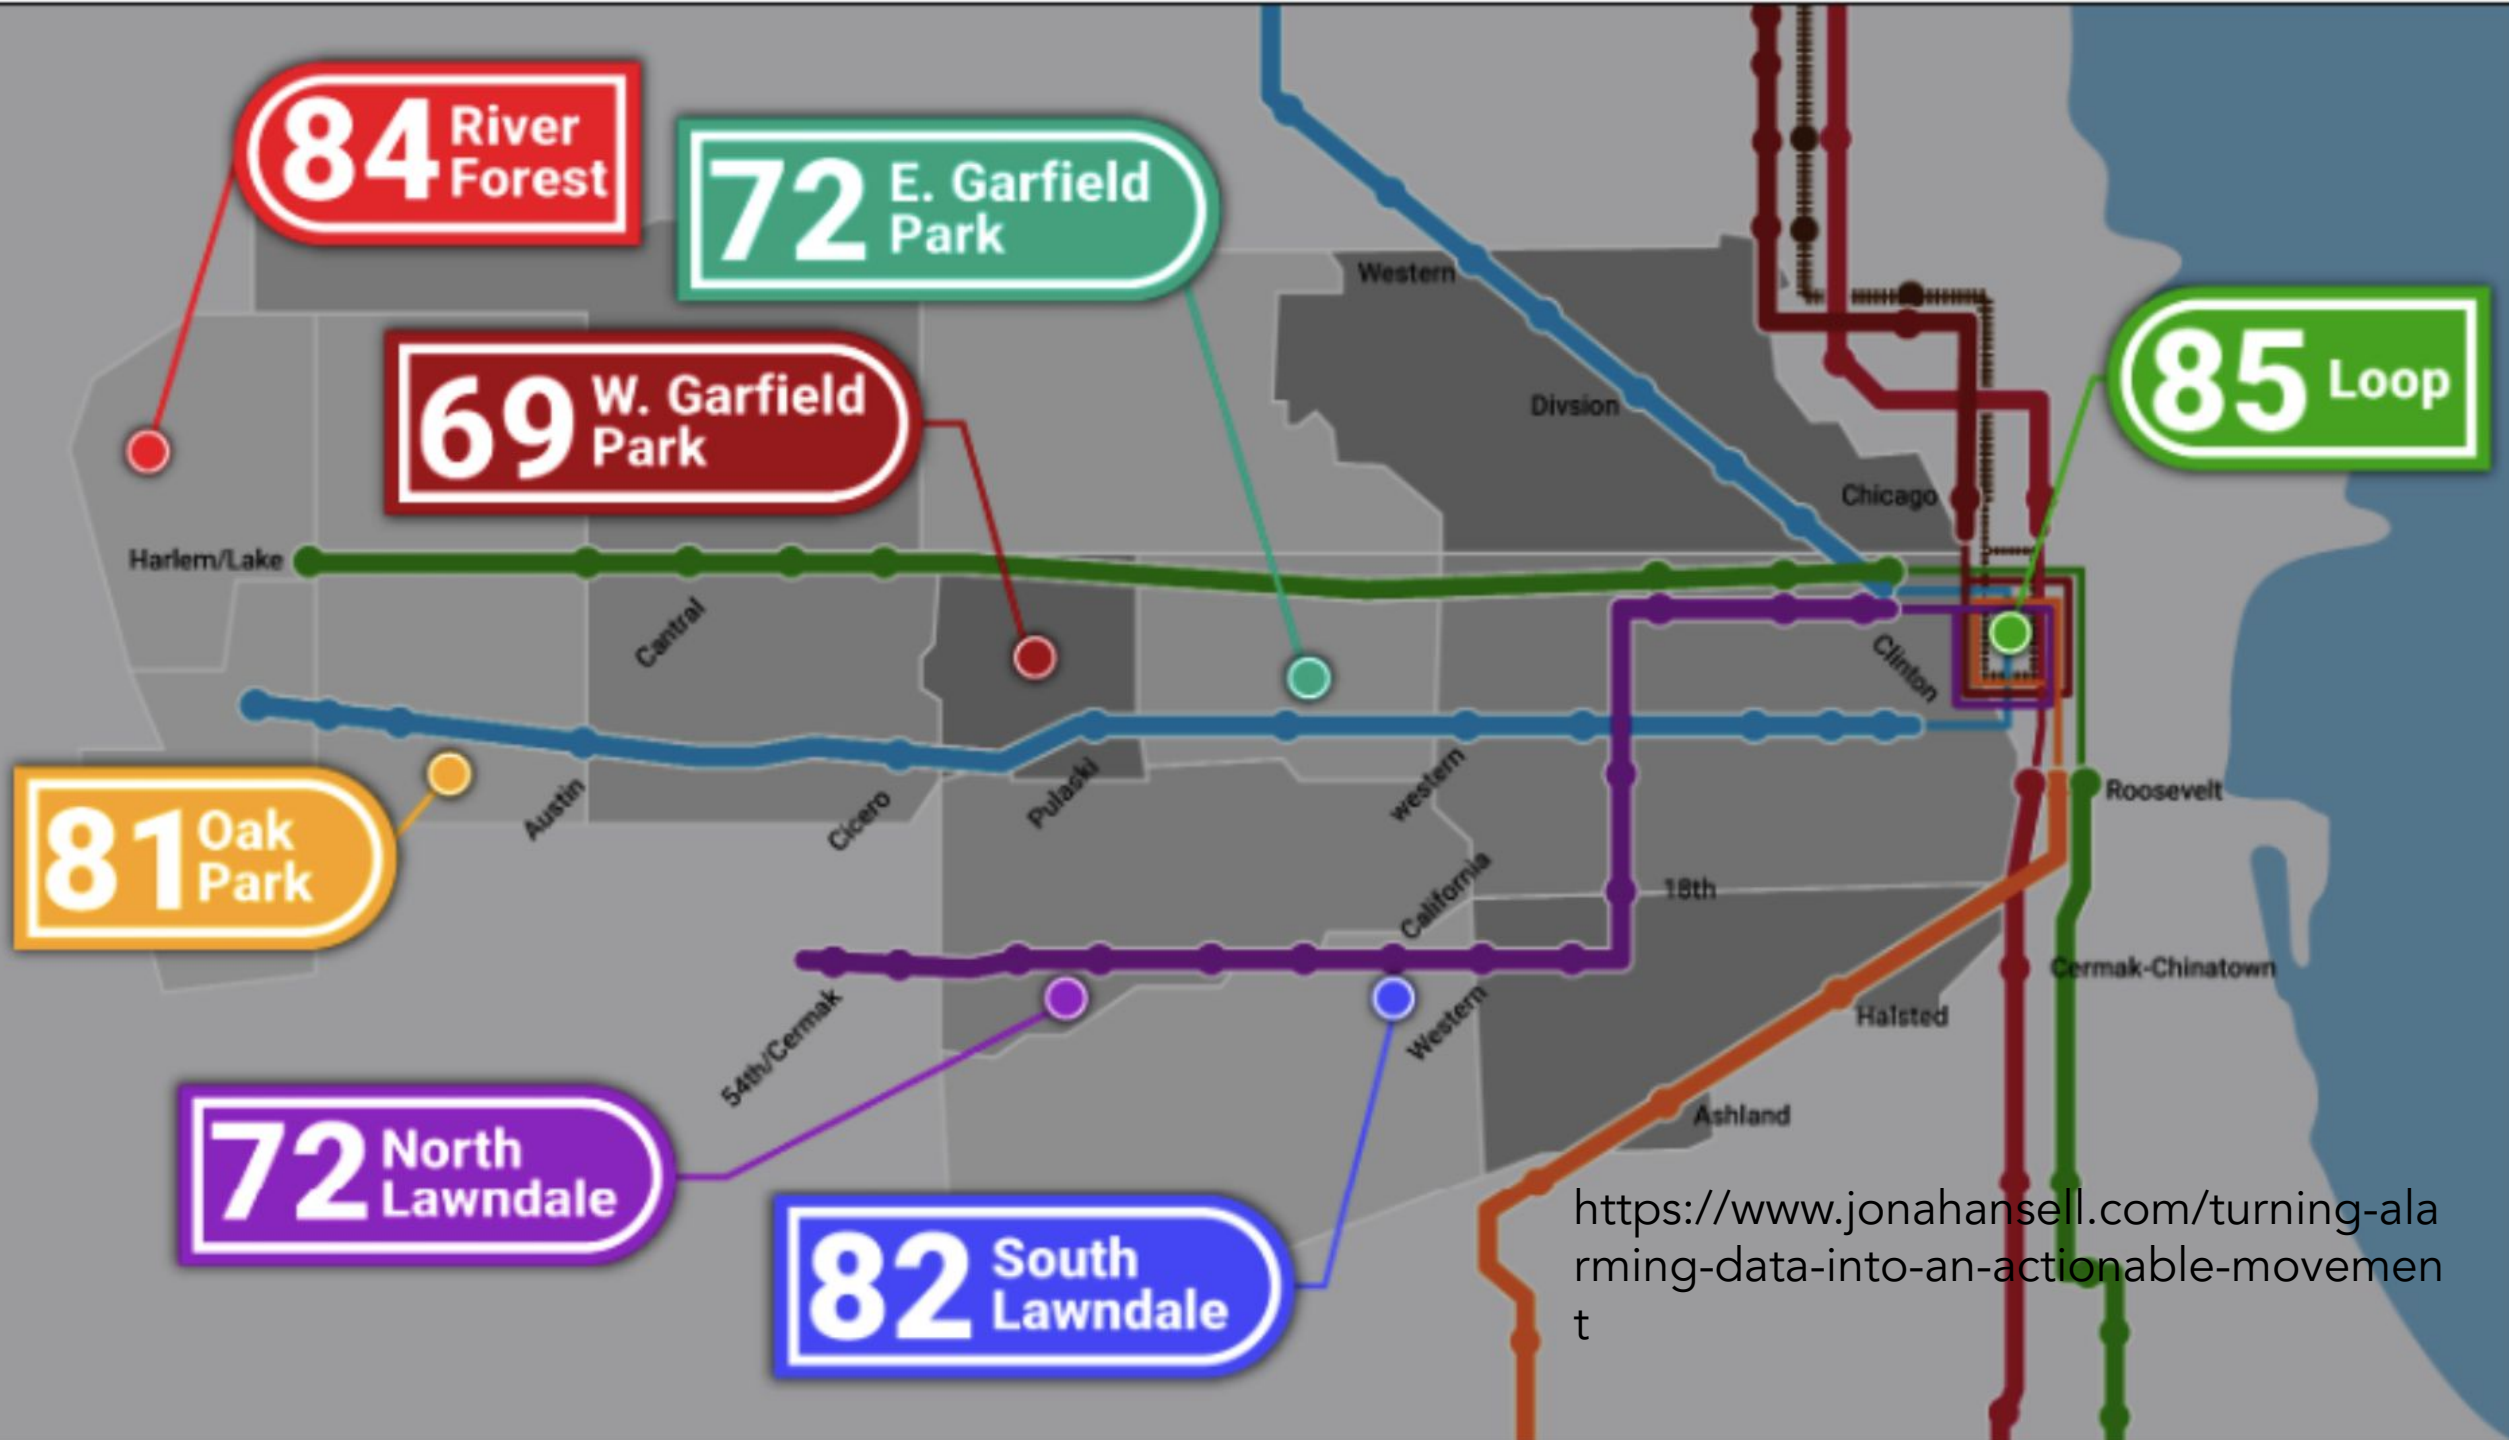 84 River
Forest
72 E. Garfield
Park
69 W. Garfield
Park
85 Loop
81 Oak
Park
72 North
Lawndale
82 South
Lawndale
Western
Divsion
Chicago
Harlem/Lake
Cantral
Clinton
Austin
Cicero
Pulaski
western
Roosevelt
California
18th
Cermak-Chinatown
54th/Cermak
Western
Halsted
Ashland
https://www.jonahansell.com/turning-ala
rming-data-into-an-actionable-movemen
t